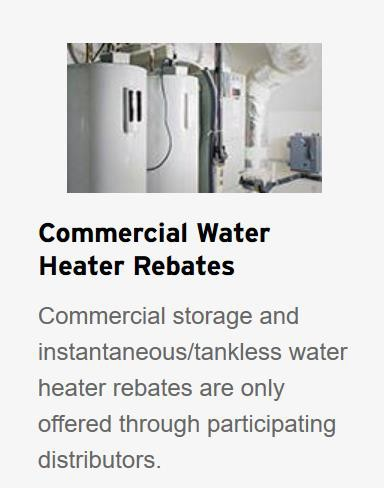 Commercial Water
Heater Rebates
Commercial storage and
instantaneous/tankless water
heater rebates are only
offered through participating
distributors.